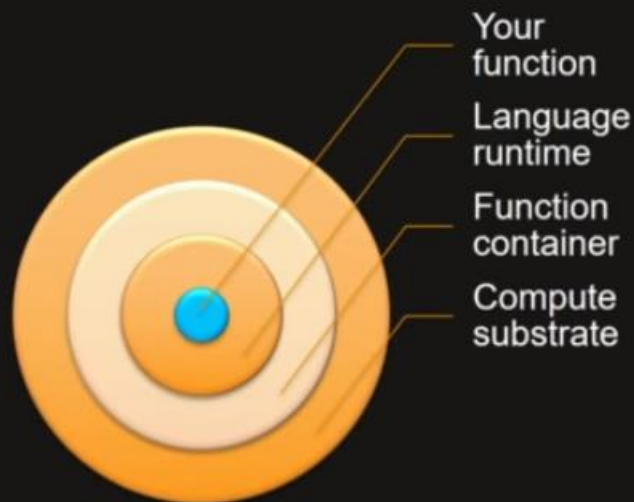 Your
function
Language
runtime
Function
container
Compute
substrate